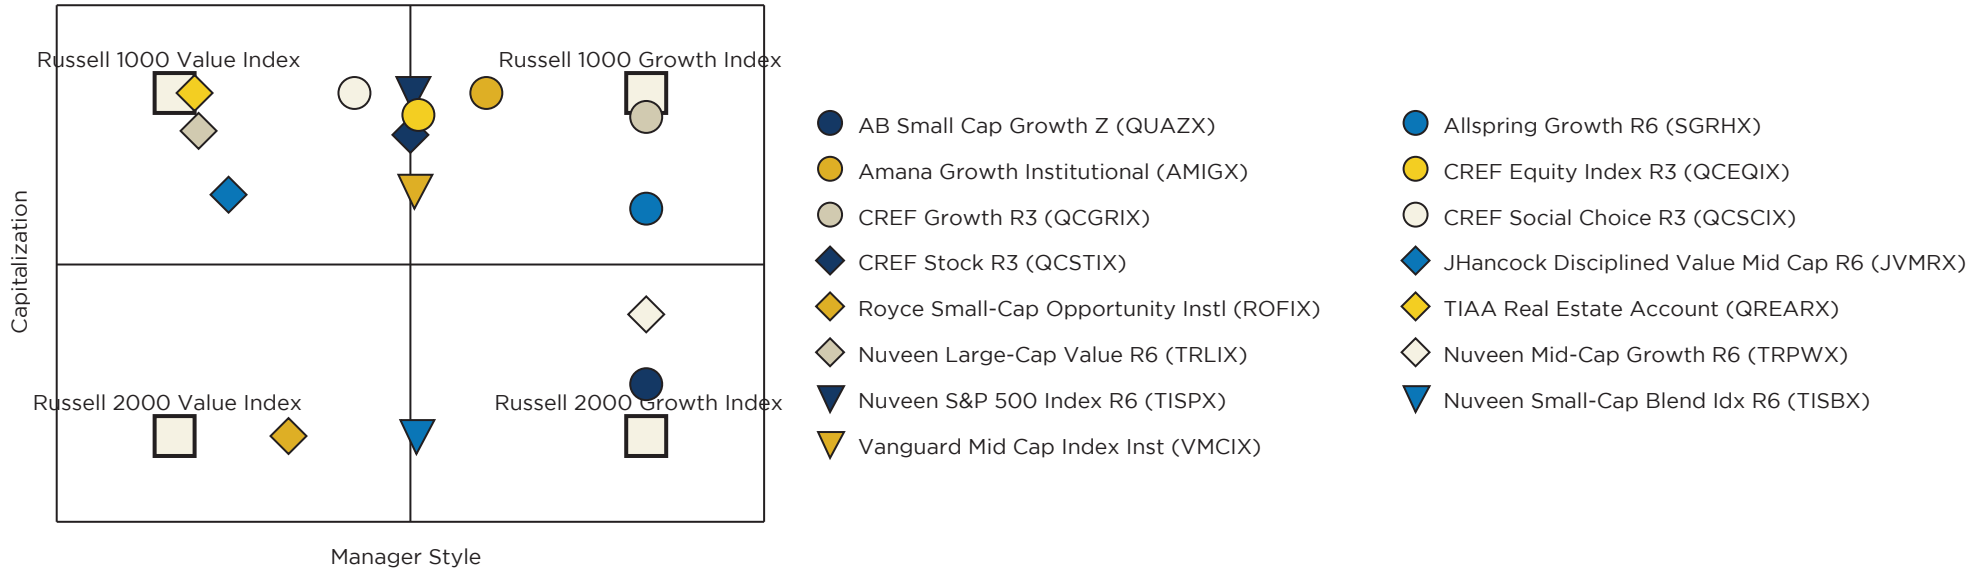 Russell 1000 Value Index
Russell 1000 Growth Index
Capitalization
Russell 2000 Value Index
Russell 2000 Growth Index
Manager Style
AB Small Cap Growth Z (QUAZX)
Allspring Growth R6 (SGRHX)
Amana Growth Institutional (AMIGX)
CREF Equity Index R3 (QCEQIX)
CREF Growth R3 (QCGRIX)
CREF Social Choice R3 (QCSCIX)
CREF Stock R3 (QCSTIX)
JHancock Disciplined Value Mid Cap R6 (JVMRX)
Royce Small-Cap Opportunity Instl (ROFIX)
TIAA Real Estate Account (QREARX)
Nuveen Large-Cap Value R6 (TRLIX)
Nuveen Mid-Cap Growth R6 (TRPWX)
Nuveen S&P 500 Index R6 (TISPX)
Nuveen Small-Cap Blend Idx R6 (TISBX)
Vanguard Mid Cap Index Inst (VMCIX)